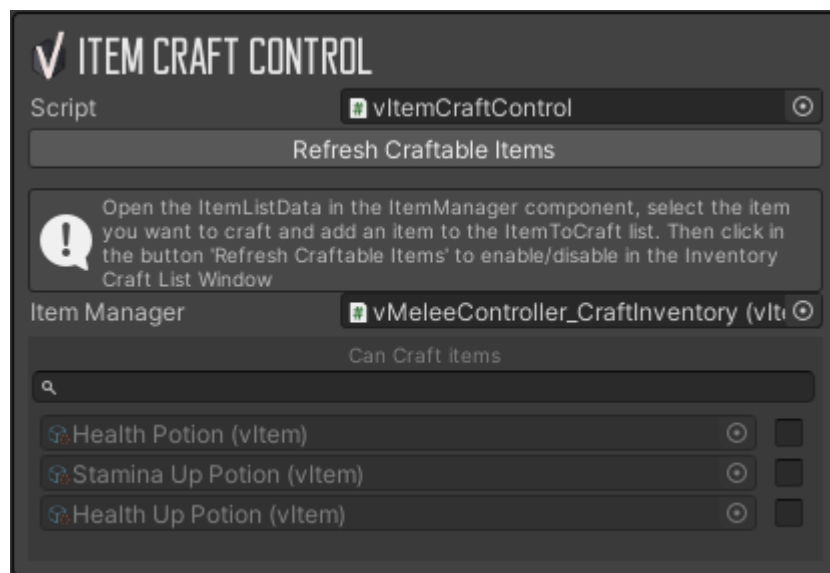 ITEM CRAFT CONTROL
Script
vItemCraftControl
Refresh Craftable Items
Open the ItemListData in the ItemManager component, select the item
you want to craft and add an item to the ItemToCraft list. Then click in
the button 'Refresh Craftable Items' to enable/disable in the Inventory
Craft List Window
Item Manager
vMeleeController_CraftInventory (vIt
Can Craft items
Health Potion (vItem)
Stamina Up Potion (vItem)
Health Up Potion (vItem)